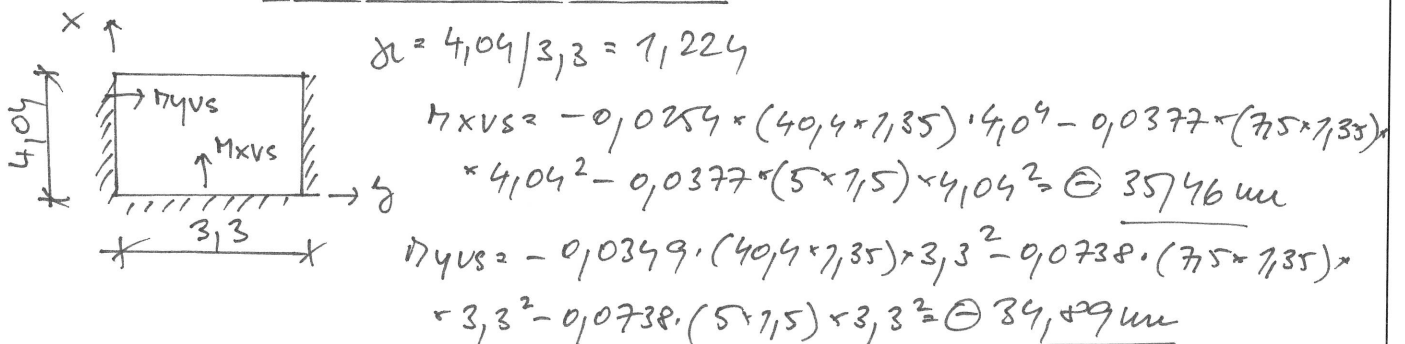 x
ɣ = 4,04/3,3 = 1,224
Myvs
Mxvs = -0,0254 × (40,4 × 1,35) · 4,04 - 0,0377 × (7,5 × 1,35) ×
4,04
Mxvs
× 4,04² - 0,0377 × (5 × 1,5) × 4,04² = ⊖ 35,46
y
3,3
Myvs = -0,0349 · (40,4 × 1,35) × 3,3² - 0,0738 · (7,5 × 1,35) ×
× 3,3² - 0,0738 · (5 × 1,5) × 3,3² = ⊖ 34,89